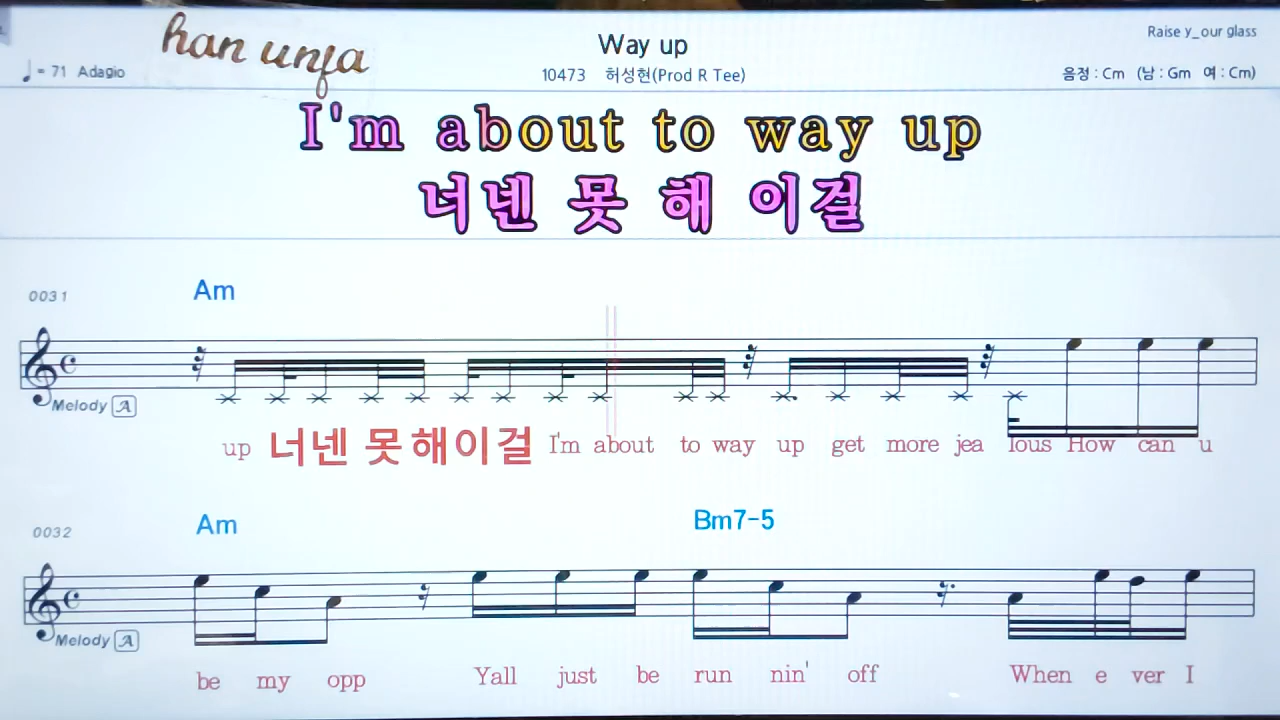 han unja
Way up
Raise y_our glass
♩ = 71 Adagio
10473 허성현(Prod R Tee)
음정 : Cm (남 : Gm 여 : Cm)
I'm about to way up
너넨 못 해 이걸
0031
Am
Melody A
up 너넨 못해이걸 I'm about to way up get more jea lous How can u
0032
Am Bm7-5
Melody A
be my opp Yall just be run nin' off When e ver I